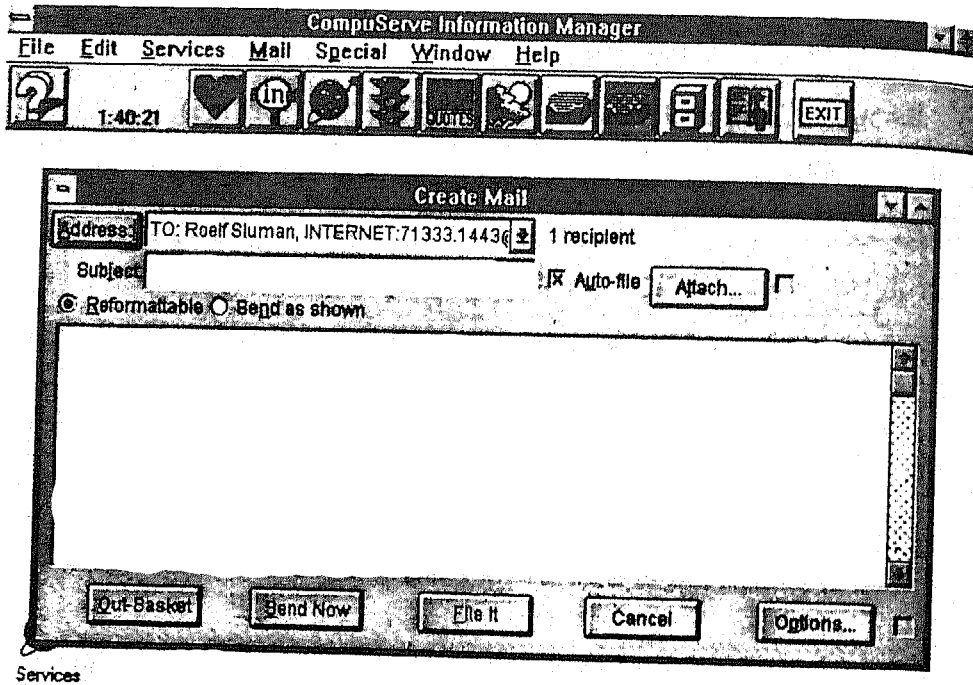 CompuServe Information Manager
File Edit Services Mail Special Window Help
1:40:21 in QUOTES EXIT
Create Mail
Address: TO: Roelf Sluman, INTERNET:71333.1443@ 1 recipient
Subject: Auto-file Attach...
Reformattable Send as shown
Out-Basket Send Now File It Cancel Options...
Services